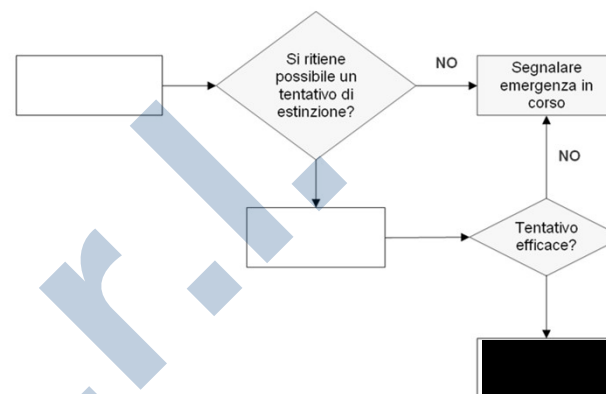 Si ritiene
possibile un
tentativo di
estinzione?
NO
Segnalare
emergenza in
corso
NO
Tentativo
efficace?
r.l.